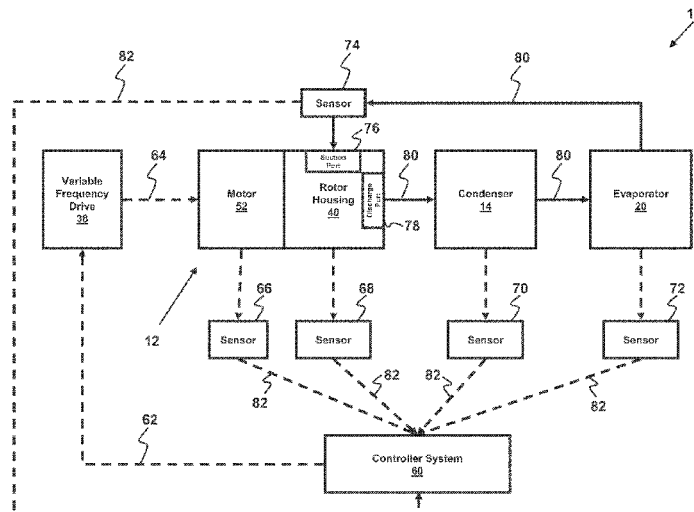 1
82
74
80
Sensor
76
Suction
Port
64
80
80
Variable
Frequency
Drive
38
Motor
52
Rotor
Housing
40
Discharge
Port
78
Condenser
14
Evaporator
20
12
66
68
70
72
Sensor
Sensor
Sensor
Sensor
82
82
82
82
62
Controller System
60